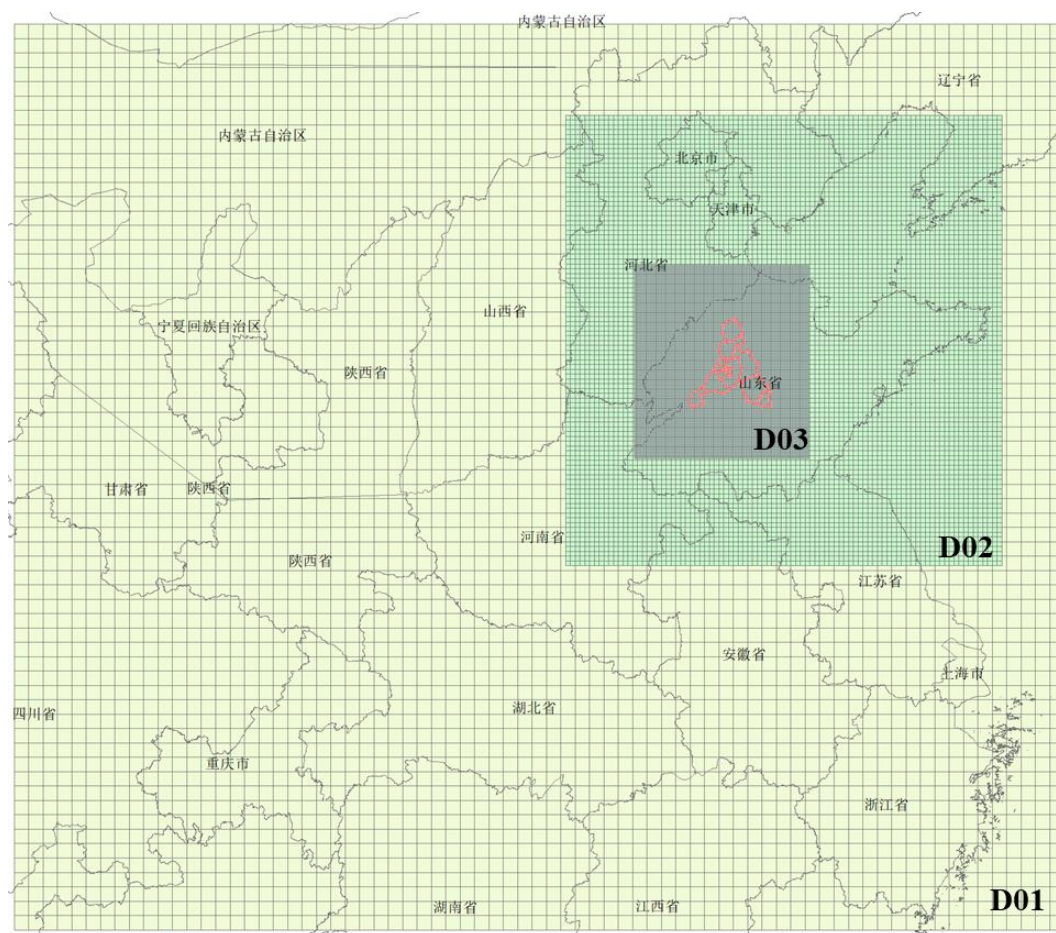 内蒙古自治区
辽宁省
内蒙古自治区
北京市
天津市
河北省
山西省
宁夏回族自治区
陕西省
山东省
D03
甘肃省
陕西省
河南省
D02
陕西省
江苏省
安徽省
上海市
四川省
湖北省
重庆市
浙江省
D01
湖南省
江西省